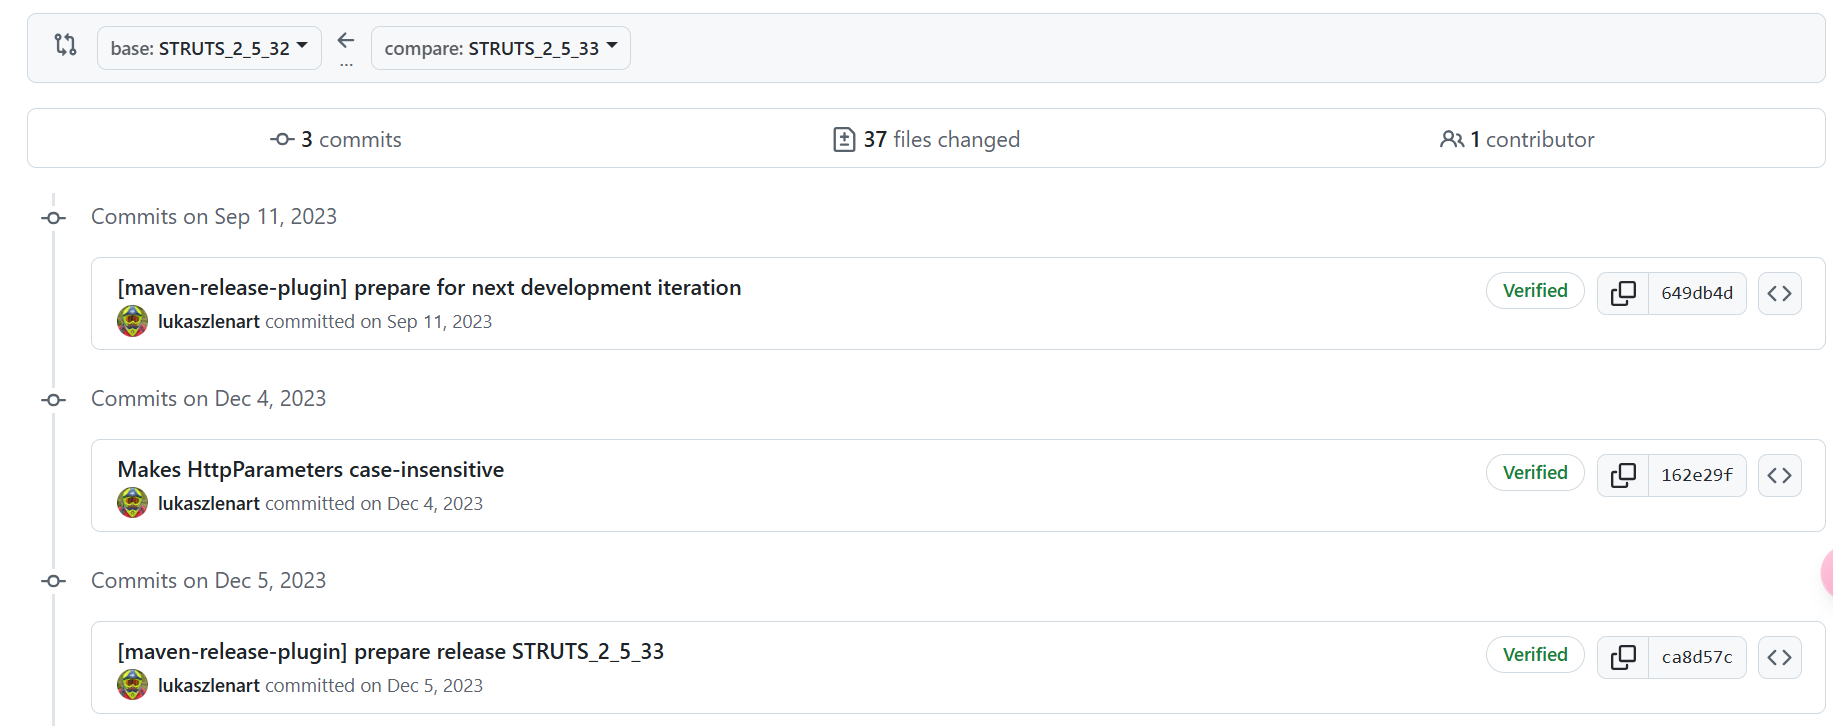 base: STRUTS_2_5_32
...
compare: STRUTS_2_5_33
3 commits
37 files changed
1 contributor
Commits on Sep 11, 2023
[maven-release-plugin] prepare for next development iteration
Verified
649db4d
lukaszlenart committed on Sep 11, 2023
Commits on Dec 4, 2023
Makes HttpParameters case-insensitive
Verified
162e29f
lukaszlenart committed on Dec 4, 2023
Commits on Dec 5, 2023
[maven-release-plugin] prepare release STRUTS_2_5_33
Verified
ca8d57c
lukaszlenart committed on Dec 5, 2023